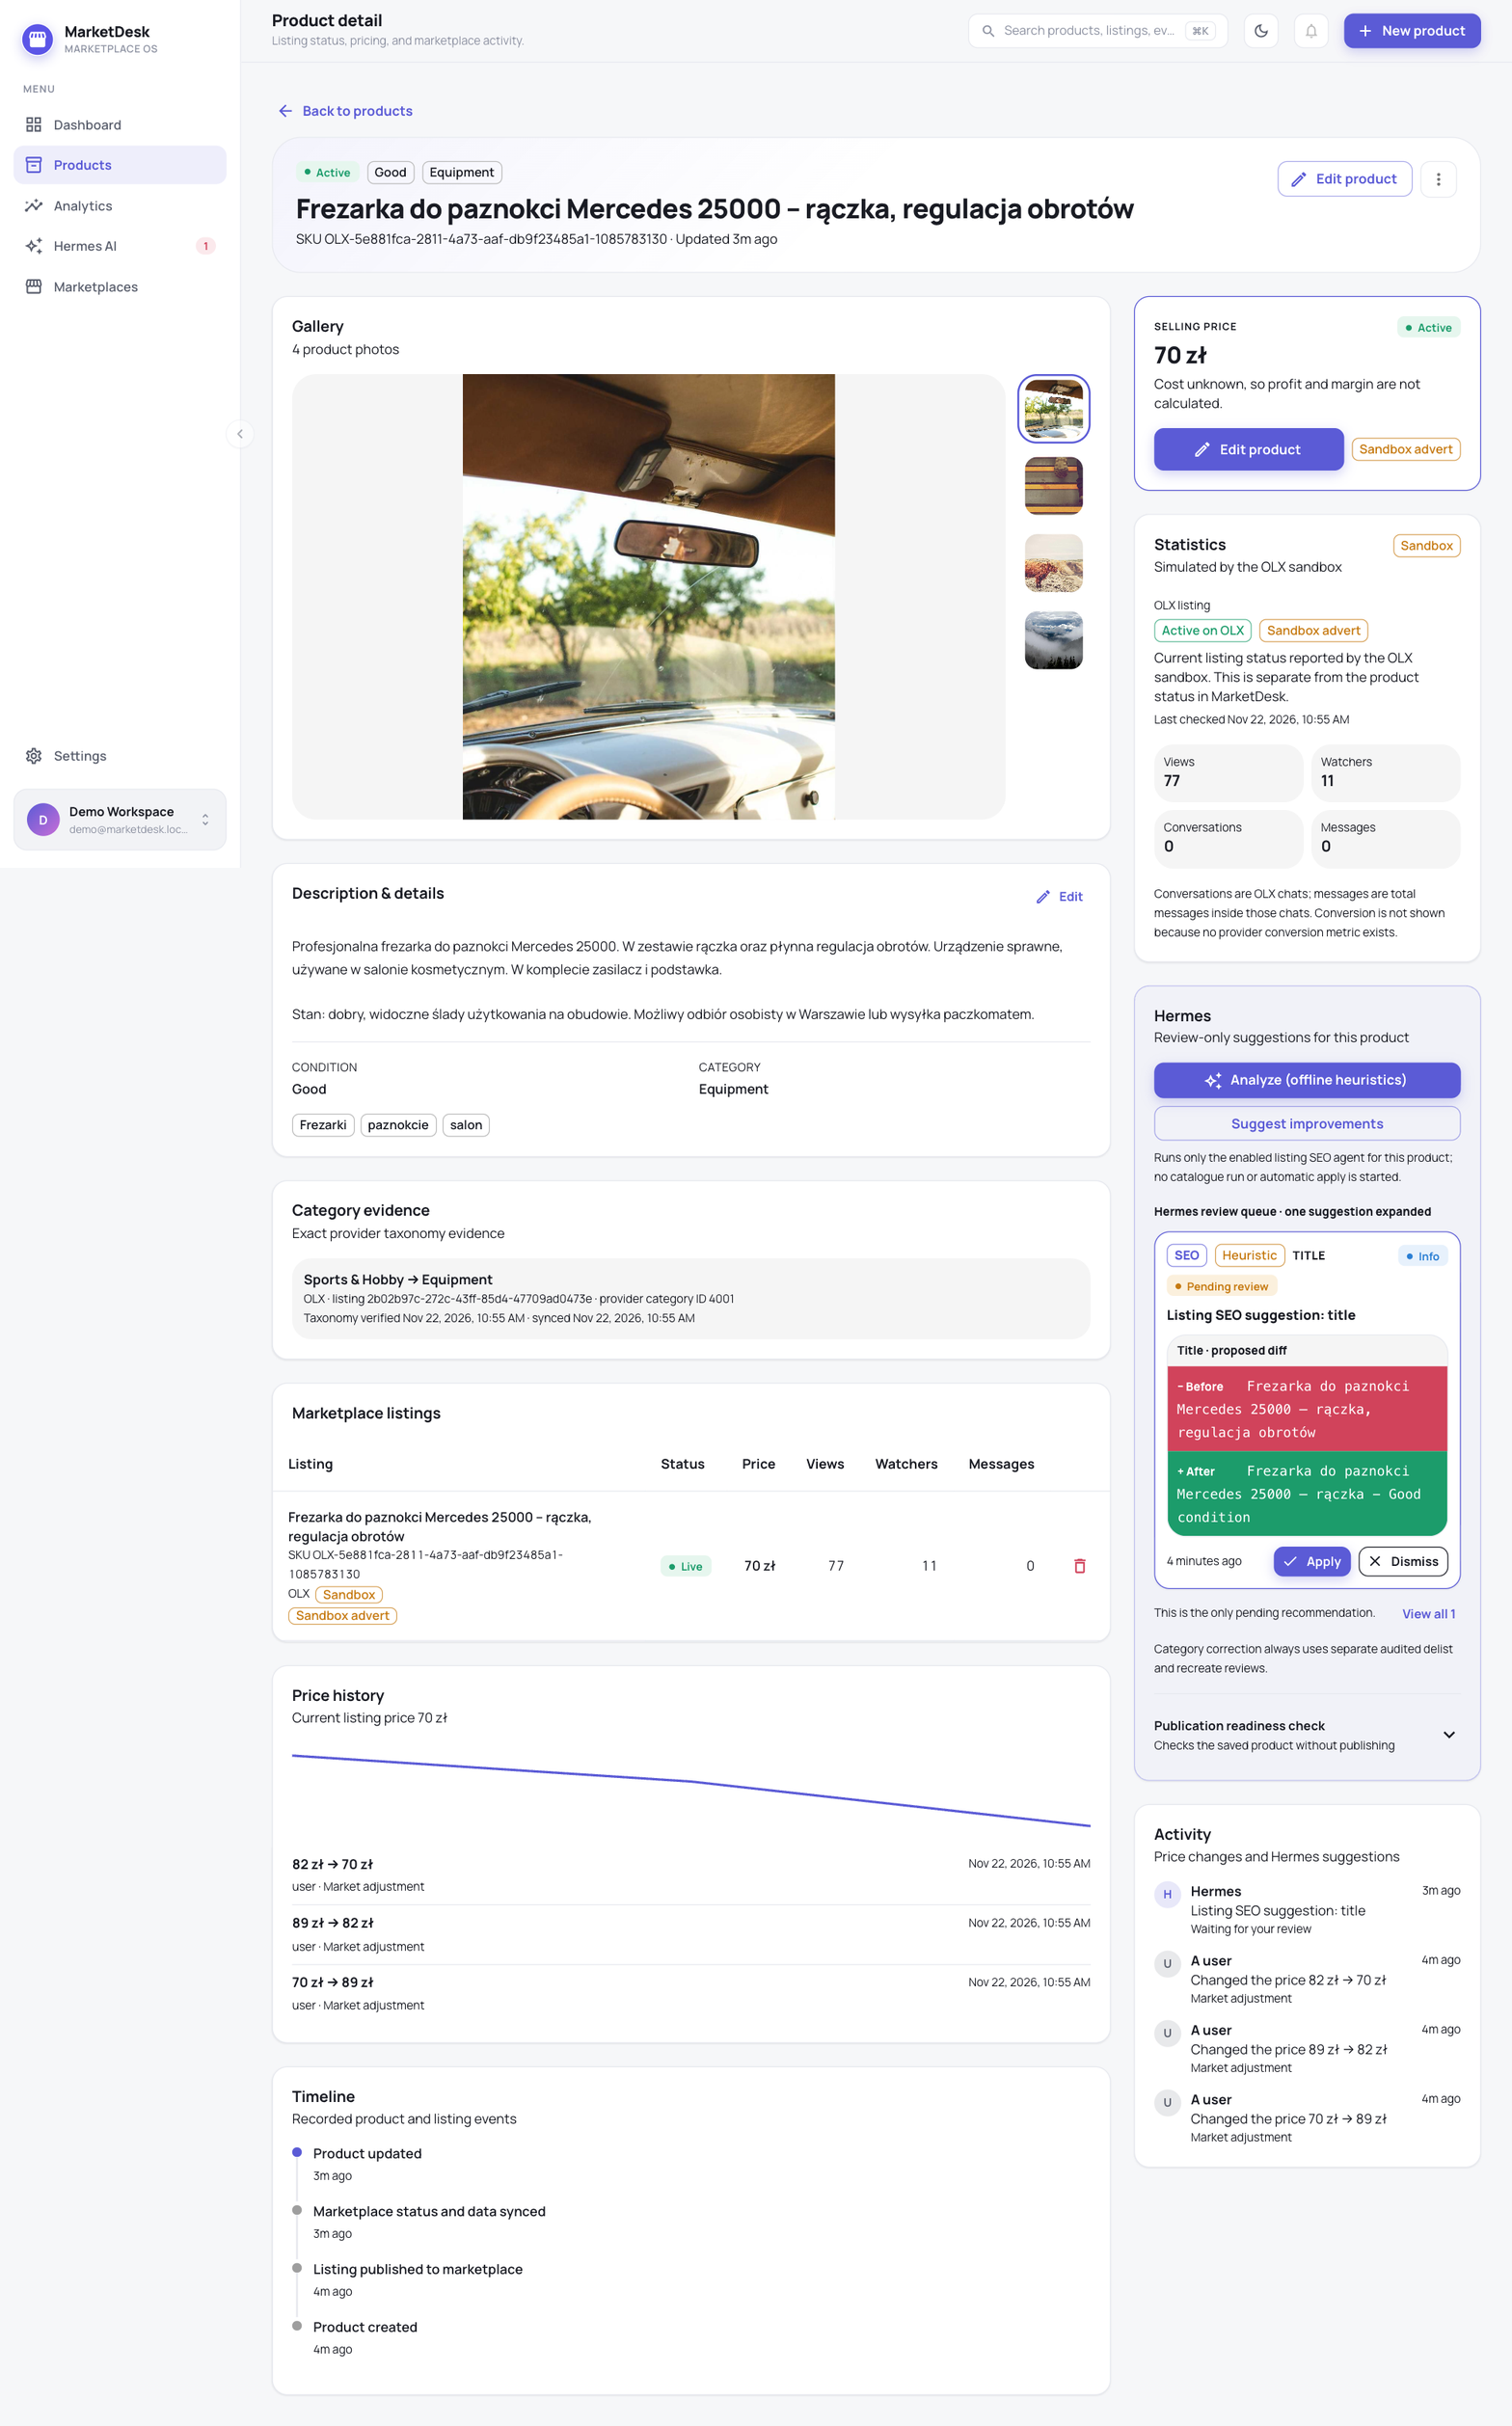 MarketDesk
MARKETPLACE OS
MENU
Dashboard
Products
Analytics
Hermes AI
1
Marketplaces
Settings
D
Demo Workspace
demo@marketdesk.loc...
Product detail
Listing status, pricing, and marketplace activity.
Search products, listings, ev...
⌘K
New product
Back to products
Active
Good
Equipment
Frezarka do paznokci Mercedes 25000 – rączka, regulacja obrotów
SKU OLX-5e881fca-2811-4a73-aaf-db9f23485a1-1085783130 · Updated 3m ago
Edit product
Gallery
4 product photos
Description & details
Edit
Profesjonalna frezarka do paznokci Mercedes 25000. W zestawie rączka oraz płynna regulacja obrotów. Urządzenie sprawne,
używane w salonie kosmetycznym. W komplecie zasilacz i podstawka.
Stan: dobry, widoczne ślady użytkowania na obudowie. Możliwy odbiór osobisty w Warszawie lub wysyłka paczkomatem.
CONDITION
Good
CATEGORY
Equipment
Frezarki
paznokcie
salon
Category evidence
Exact provider taxonomy evidence
Sports & Hobby → Equipment
OLX · listing 2b02b97c-272c-43ff-85d4-47709ad0473e · provider category ID 4001
Taxonomy verified Nov 22, 2026, 10:55 AM · synced Nov 22, 2026, 10:55 AM
Marketplace listings
Listing
Status
Price
Views
Watchers
Messages
Frezarka do paznokci Mercedes 25000 – rączka,
regulacja obrotów
SKU OLX-5e881fca-2811-4a73-aaf-db9f23485a1-
1085783130
OLX
Sandbox
Sandbox advert
Live
70 zł
77
11
0
Price history
Current listing price 70 zł
82 zł → 70 zł
Nov 22, 2026, 10:55 AM
user · Market adjustment
89 zł → 82 zł
Nov 22, 2026, 10:55 AM
user · Market adjustment
70 zł → 89 zł
Nov 22, 2026, 10:55 AM
user · Market adjustment
Timeline
Recorded product and listing events
Product updated
3m ago
Marketplace status and data synced
3m ago
Listing published to marketplace
4m ago
Product created
4m ago
SELLING PRICE
Active
70 zł
Cost unknown, so profit and margin are not
calculated.
Edit product
Sandbox advert
Statistics
Sandbox
Simulated by the OLX sandbox
OLX listing
Active on OLX
Sandbox advert
Current listing status reported by the OLX
sandbox. This is separate from the product
status in MarketDesk.
Last checked Nov 22, 2026, 10:55 AM
Views
77
Watchers
11
Conversations
0
Messages
0
Conversations are OLX chats; messages are total
messages inside those chats. Conversion is not shown
because no provider conversion metric exists.
Hermes
Review-only suggestions for this product
Analyze (offline heuristics)
Suggest improvements
Runs only the enabled listing SEO agent for this product;
no catalogue run or automatic apply is started.
Hermes review queue · one suggestion expanded
SEO
Heuristic
TITLE
Info
Pending review
Listing SEO suggestion: title
Title · proposed diff
− Before Frezarka do paznokci
Mercedes 25000 – rączka,
regulacja obrotów
+ After Frezarka do paznokci
Mercedes 25000 – rączka - Good
condition
4 minutes ago
Apply
Dismiss
This is the only pending recommendation.
View all 1
Category correction always uses separate audited delist
and recreate reviews.
Publication readiness check
Checks the saved product without publishing
Activity
Price changes and Hermes suggestions
H
Hermes
3m ago
Listing SEO suggestion: title
Waiting for your review
U
A user
4m ago
Changed the price 82 zł → 70 zł
Market adjustment
U
A user
4m ago
Changed the price 89 zł → 82 zł
Market adjustment
U
A user
4m ago
Changed the price 70 zł → 89 zł
Market adjustment